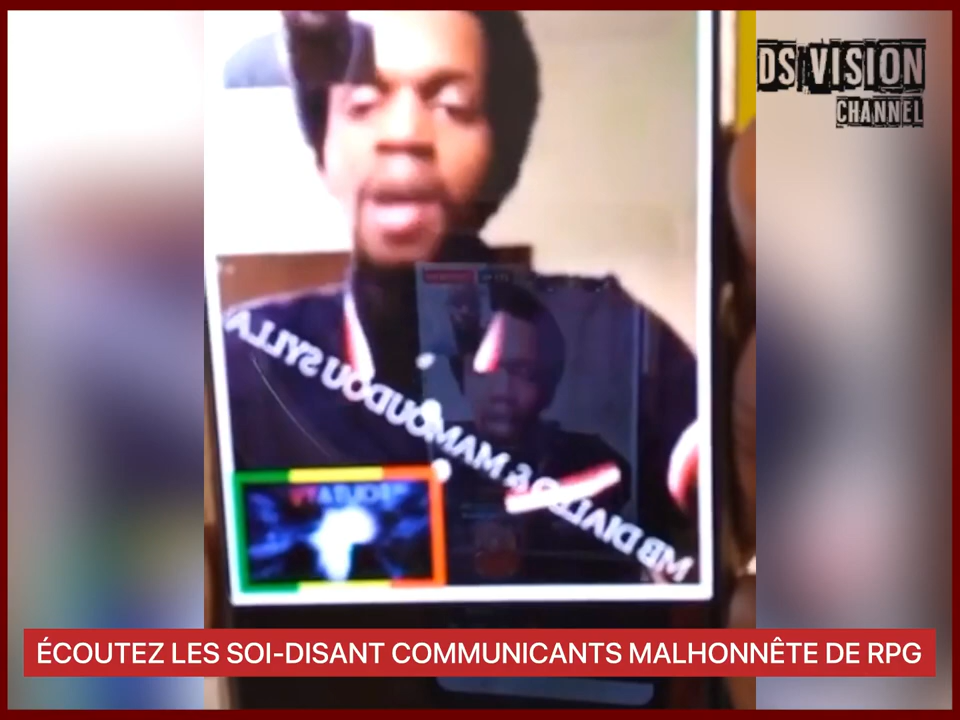 DS VISION
CHANNEL
MB DIALLO & MAMOUDOU SYLLA
ÉCOUTEZ LES SOI-DISANT COMMUNICANTS MALHONNÊTE DE RPG